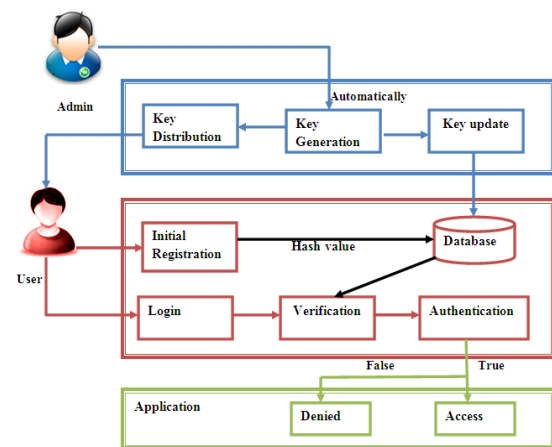 Admin
Automatically
Key
Distribution
Key
Generation
Key update
User
Initial
Registration
Hash value
Database
Login
Verification
Authentication
False
True
Application
Denied
Access